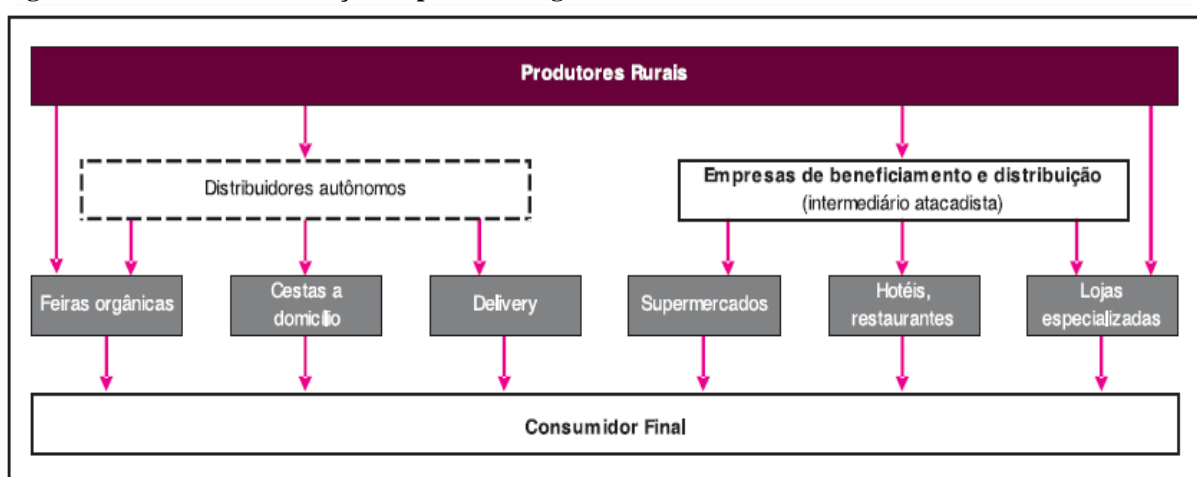 Produtores Rurais
Distribuidores autônomos
Empresas de beneficiamento e distribuição
(intermediário atacadista)
Feiras orgânicas
Cestas a
domicílio
Delivery
Supermercados
Hotéis,
restaurantes
Lojas
especializadas
Consumidor Final